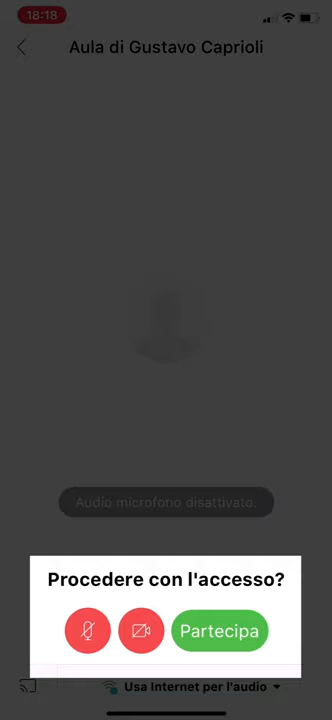 18:18
Aula di Gustavo Caprioli
Audio microfono disattivato.
Procedere con l'accesso?
Partecipa
Usa Internet per l'audio